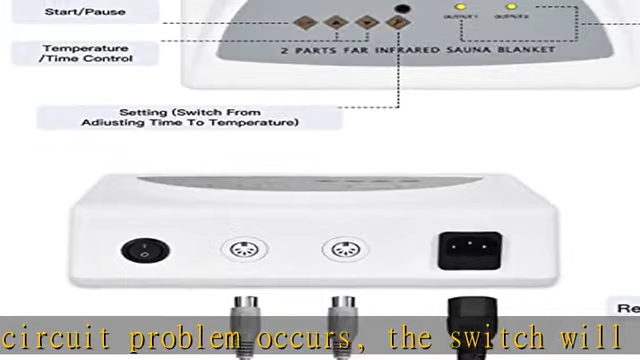 Start/Pause
Temperature
/Time Control
OUTPUT1 OUTPUT2
2 PARTS FAR INFRARED SAUNA BLANKET
Setting (Switch From
Adjusting Time To Temperature)
Re
circuit problem occurs, the switch will